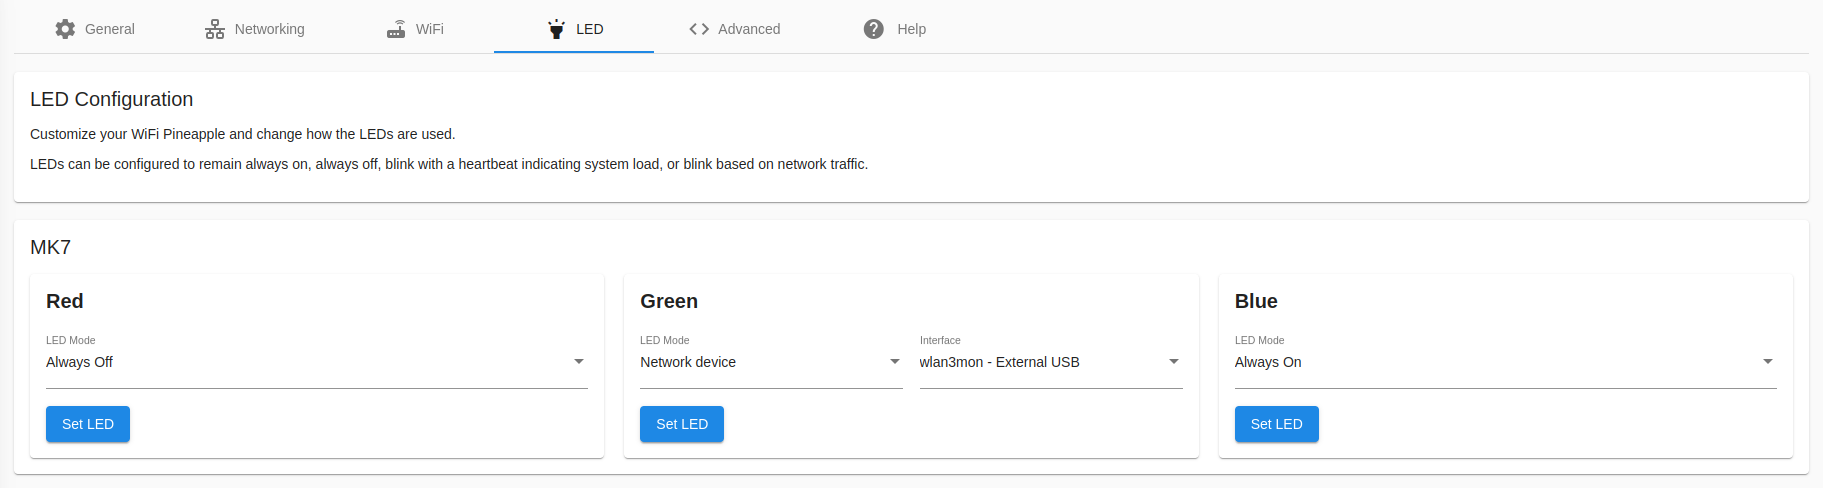 General Networking WiFi LED Advanced Help
LED Configuration
Customize your WiFi Pineapple and change how the LEDs are used.
LEDs can be configured to remain always on, always off, blink with a heartbeat indicating system load, or blink based on network traffic.
MK7
Red
LED Mode
Always Off
Set LED
Green
LED Mode
Network device
Interface
wlan3mon - External USB
Set LED
Blue
LED Mode
Always On
Set LED